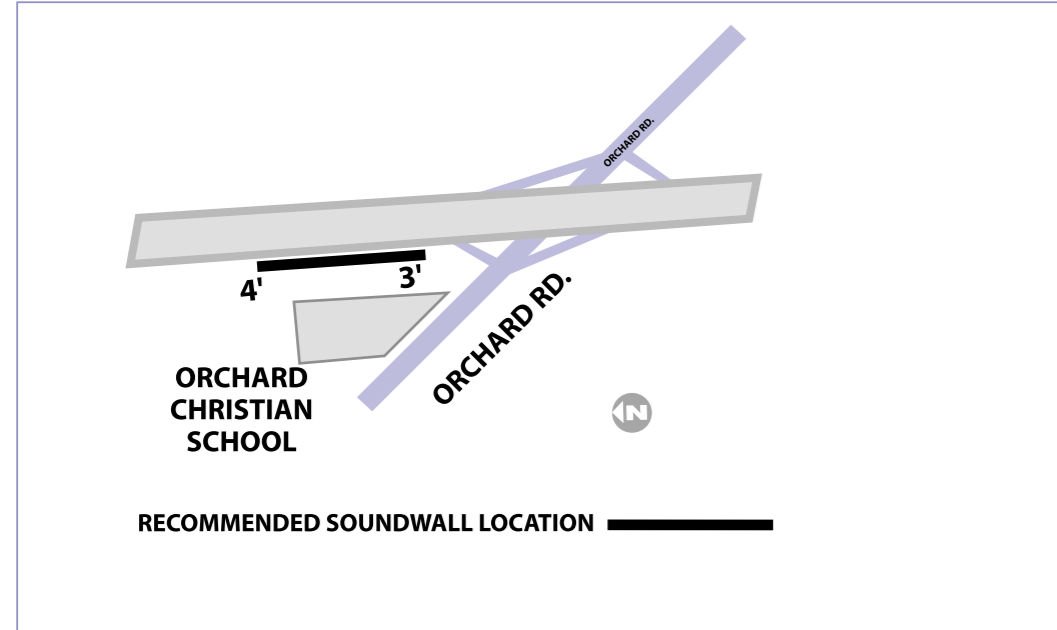 ORCHARD RD.
4'
3'
ORCHARD RD.
ORCHARD
CHRISTIAN
SCHOOL
N
RECOMMENDED SOUNDWALL LOCATION